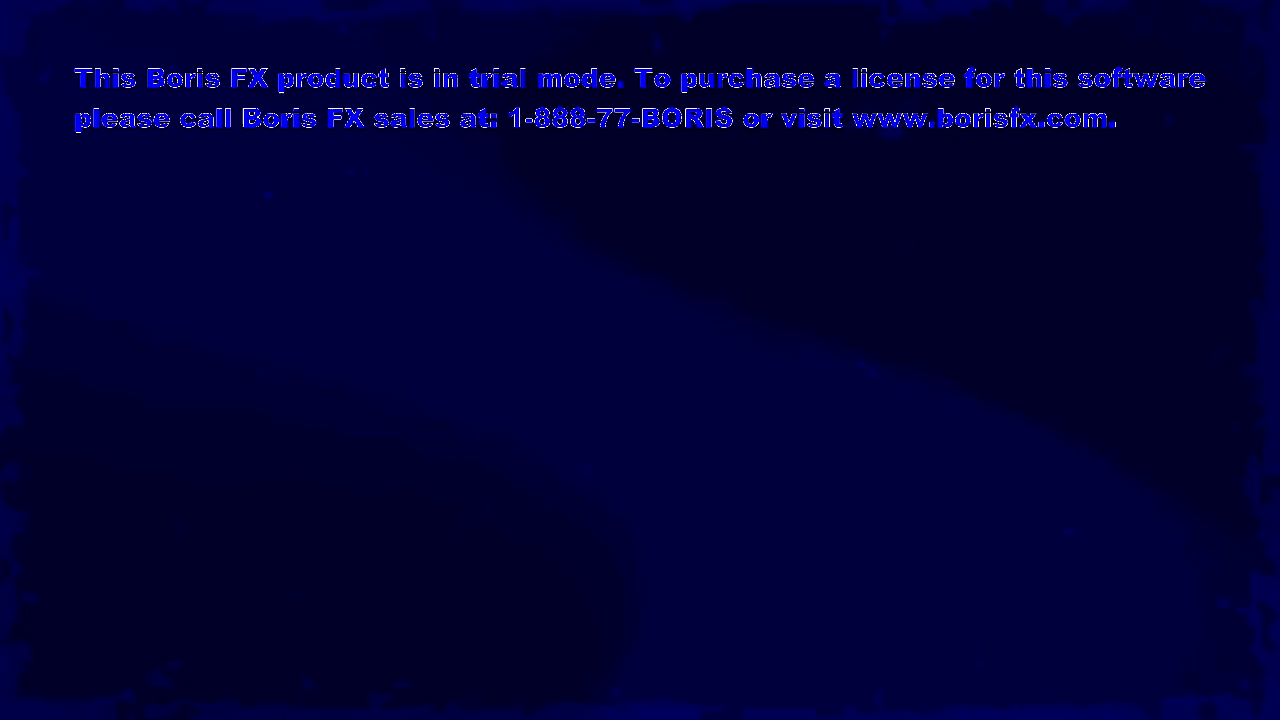 This Boris FX product is in trial mode. To purchase a license for this software
please call Boris FX sales at: 1-888-77-BORIS or visit www.borisfx.com.